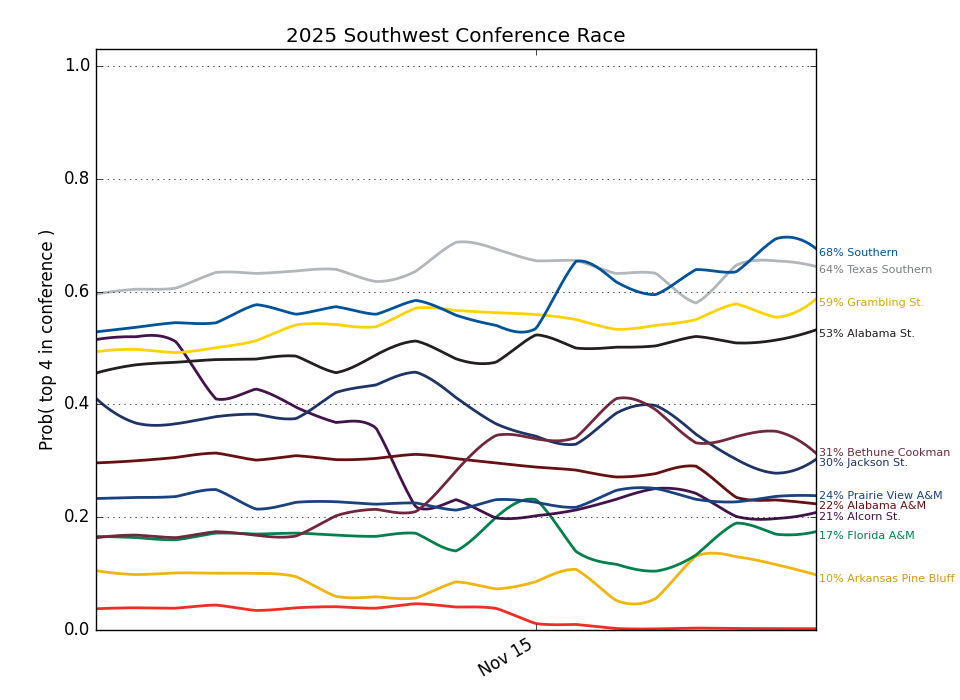 2025 Southwest Conference Race
1.0
0.8
0.6
0.4
0.2
0.0
Prob( top 4 in conference )
Nov 15
68% Southern
64% Texas Southern
59% Grambling St.
53% Alabama St.
31% Bethune Cookman
30% Jackson St.
24% Prairie View A&M
22% Alabama A&M
21% Alcorn St.
17% Florida A&M
10% Arkansas Pine Bluff